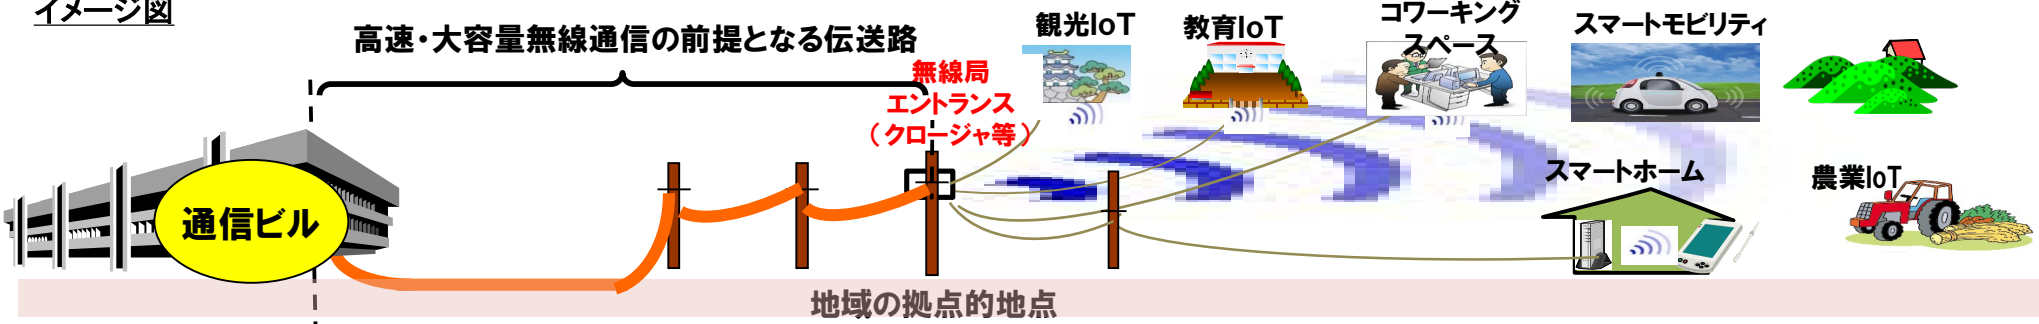 イメージ図
高速・大容量無線通信の前提となる伝送路
無線局
エントランス
（クロージャ等）
観光IoT
教育IoT
コワーキング
スペース
スマートモビリティ
通信ビル
スマートホーム
農業IoT
地域の拠点的地点